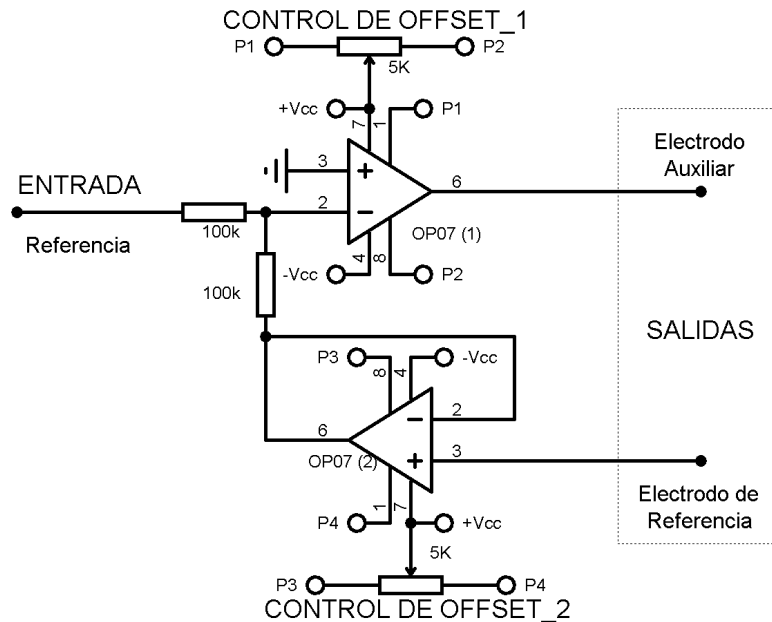 CONTROL DE OFFSET_1
P1
P2
5K
+Vcc
7
1
P1
Electrodo
Auxiliar
3
+
6
ENTRADA
2
-
Referencia
100k
OP07 (1)
-Vcc
4
8
P2
100k
SALIDAS
P3
8
4
-Vcc
-
2
6
OP07 (2)
+
3
Electrodo de
Referencia
P4
1
7
+Vcc
5K
P3
P4
CONTROL DE OFFSET_2